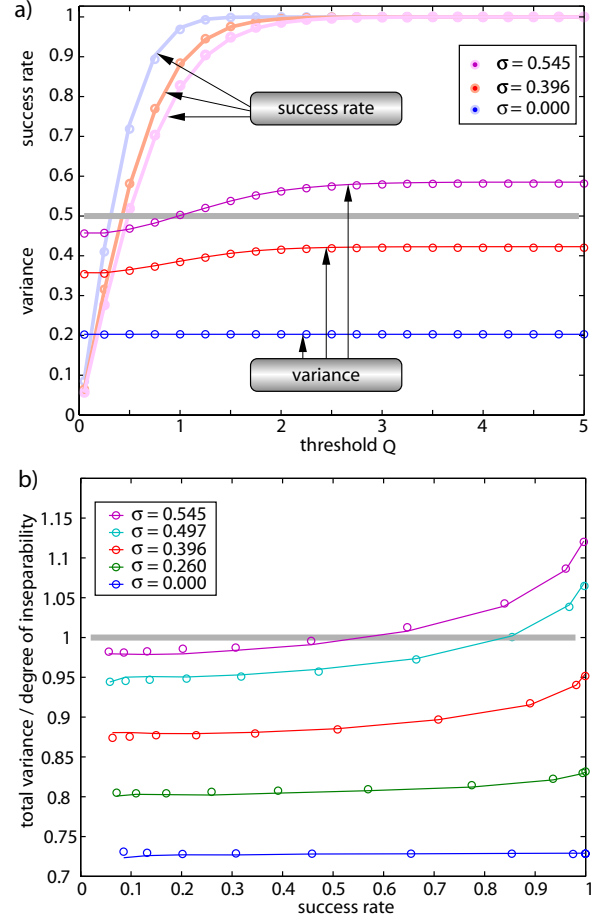 a)
1
0.9
0.8
0.7
0.6
0.5
0.4
0.3
0.2
0.1
0
success rate
variance
success rate
σ = 0.545
σ = 0.396
σ = 0.000
variance
0 1 2 3 4 5
threshold Q
b)
1.15
1.1
1.05
1
0.95
0.9
0.85
0.8
0.75
0.7
total variance / degree of inseparability
σ = 0.545
σ = 0.497
σ = 0.396
σ = 0.260
σ = 0.000
0 0.1 0.2 0.3 0.4 0.5 0.6 0.7 0.8 0.9 1
success rate